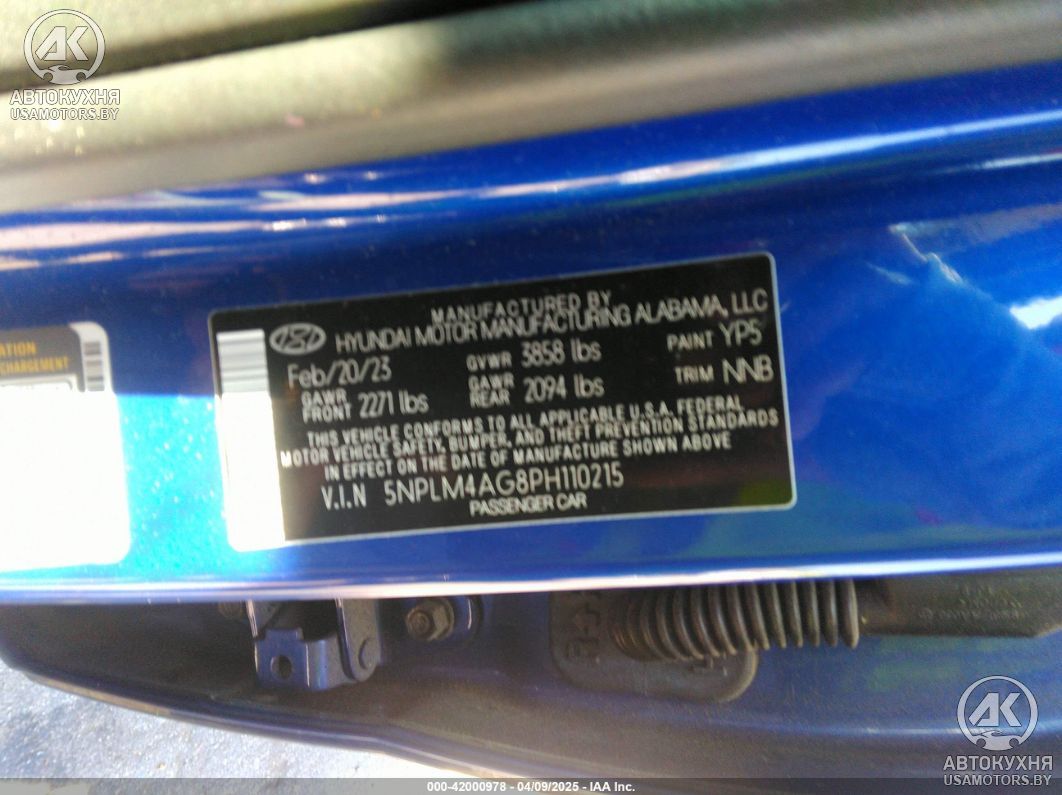 AK
АВТОКУХНЯ
USAMOTORS.BY
MANUFACTURED BY
HYUNDAI MOTOR MANUFACTURING ALABAMA, LLC
Feb/20/23 GVWR 3858 lbs PAINT YP5
GAWR FRONT 2271 lbs GAWR REAR 2094 lbs TRIM NNB
THIS VEHICLE CONFORMS TO ALL APPLICABLE U.S.A. FEDERAL
MOTOR VEHICLE SAFETY, BUMPER, AND THEFT PREVENTION STANDARDS
IN EFFECT ON THE DATE OF MANUFACTURE SHOWN ABOVE
V.I.N 5NPLM4AG8PH110215
PASSENGER CAR
AK
АВТОКУХНЯ
USAMOTORS.BY
000-42000978 - 04/09/2025 - IAA Inc.